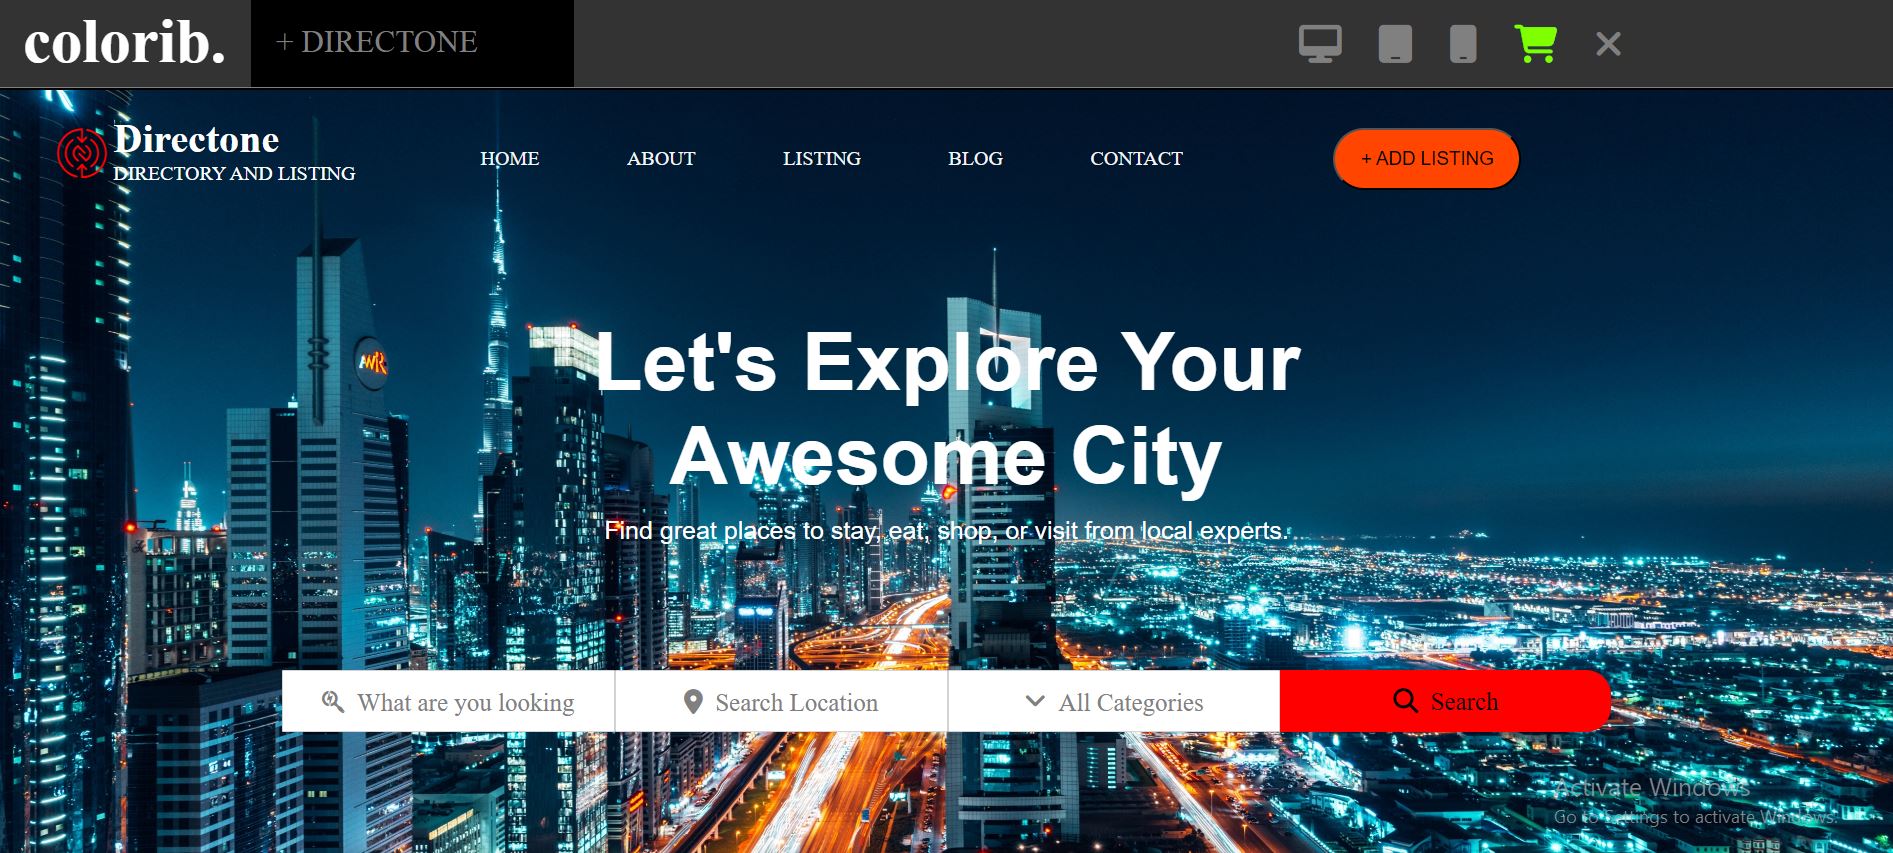 colorib.
+ DIRECTONE
Directone
DIRECTORY AND LISTING
HOME
ABOUT
LISTING
BLOG
CONTACT
+ ADD LISTING
AWR
Let's Explore Your
Awesome City
Find great places to stay, eat, shop, or visit from local experts.
What are you looking
Search Location
All Categories
Search
Activate Windows
Go to Settings to activate Windows.